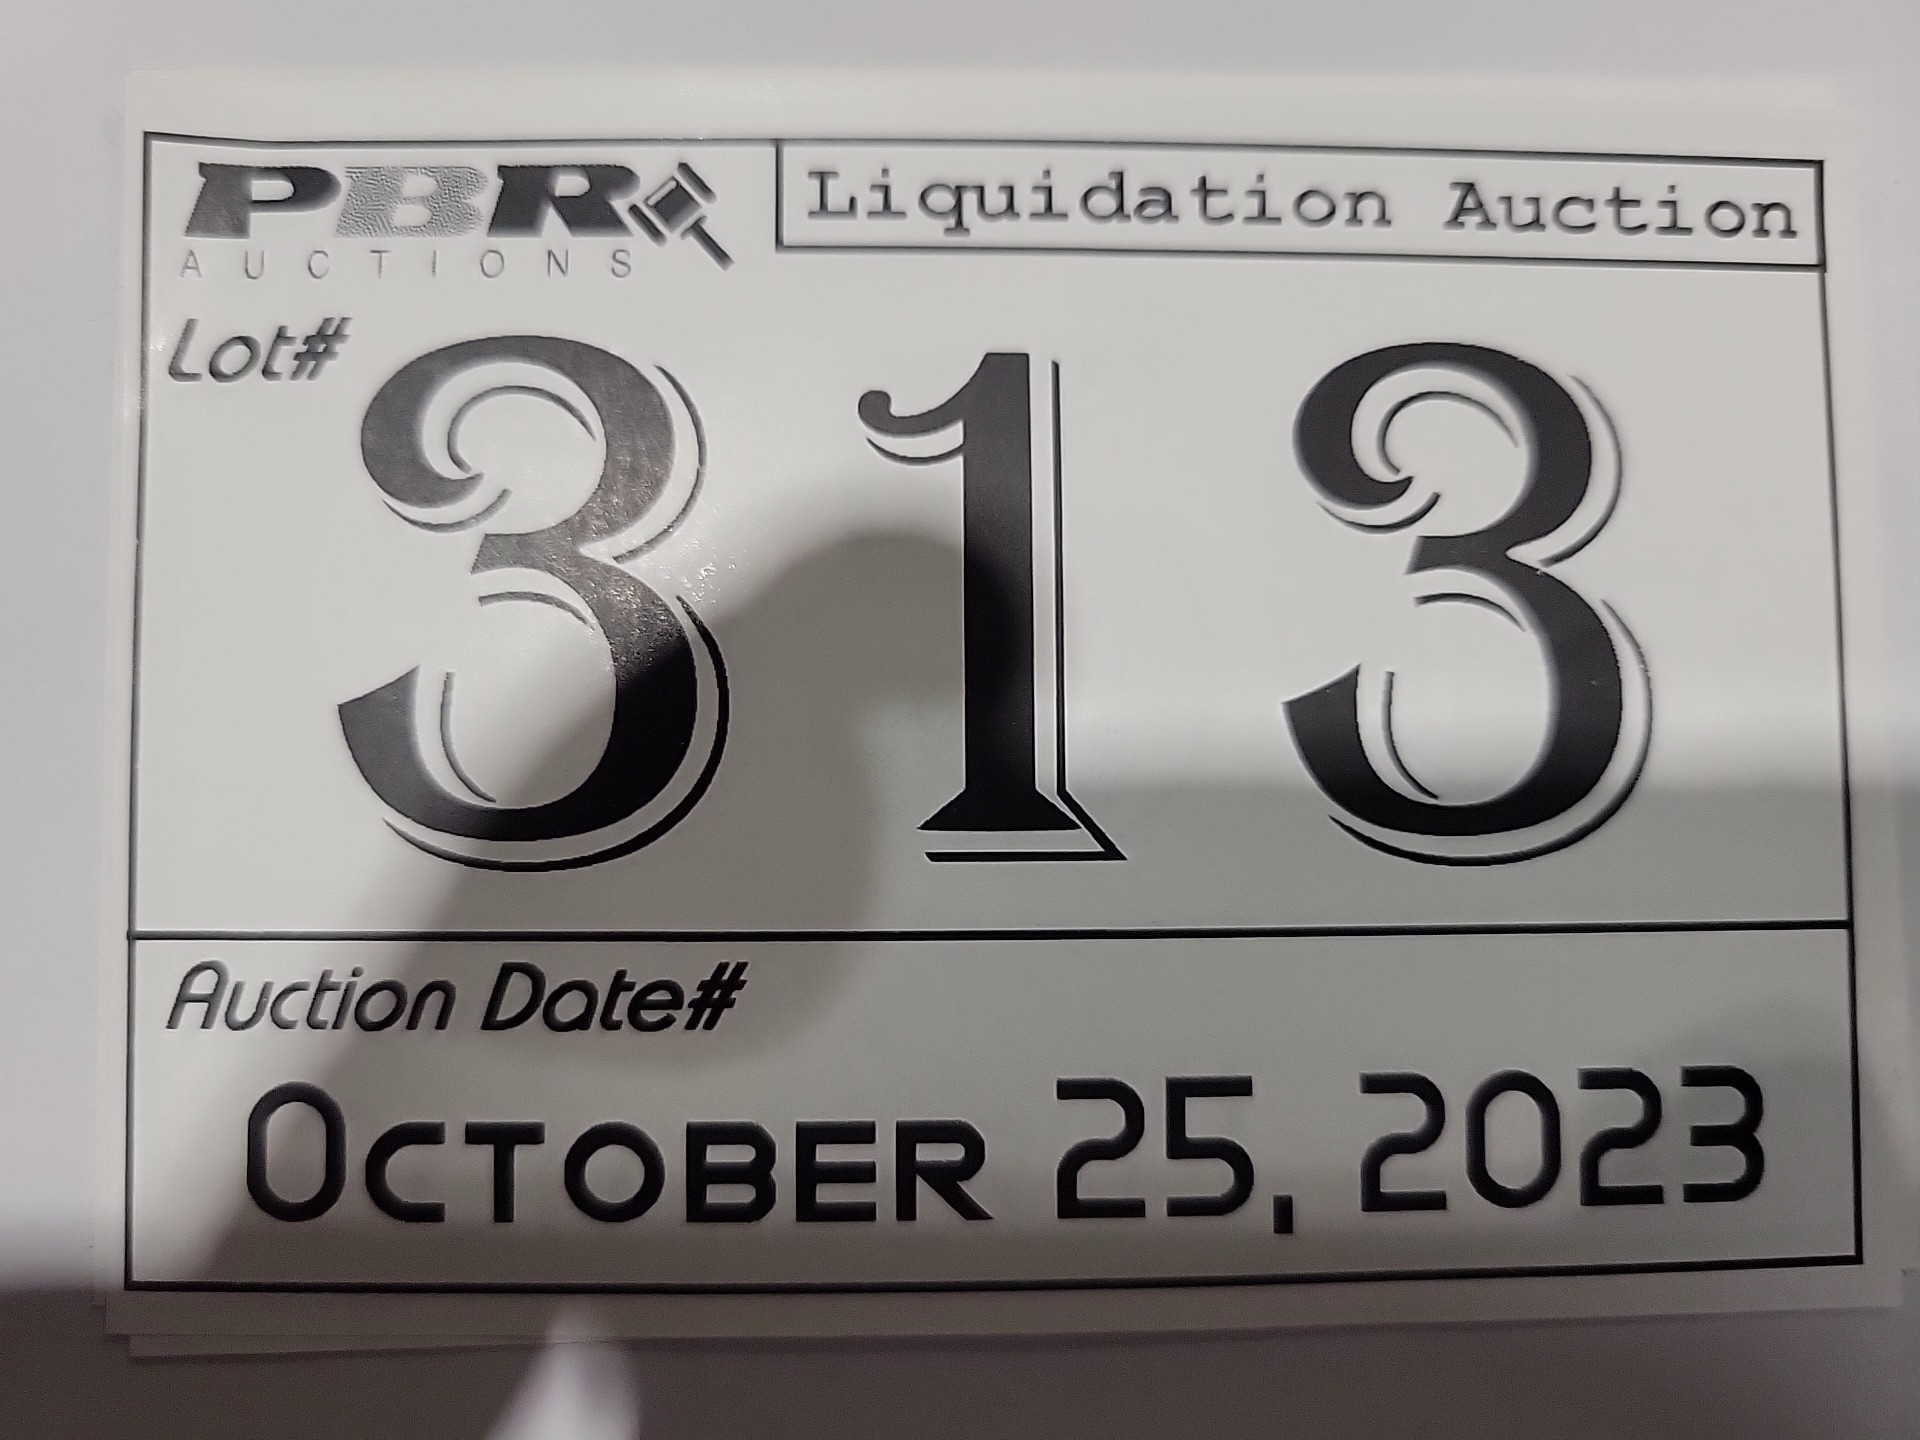 PBR
AUCTIONS
Liquidation Auction
Lot#
313
Auction Date#
OCTOBER 25, 2023